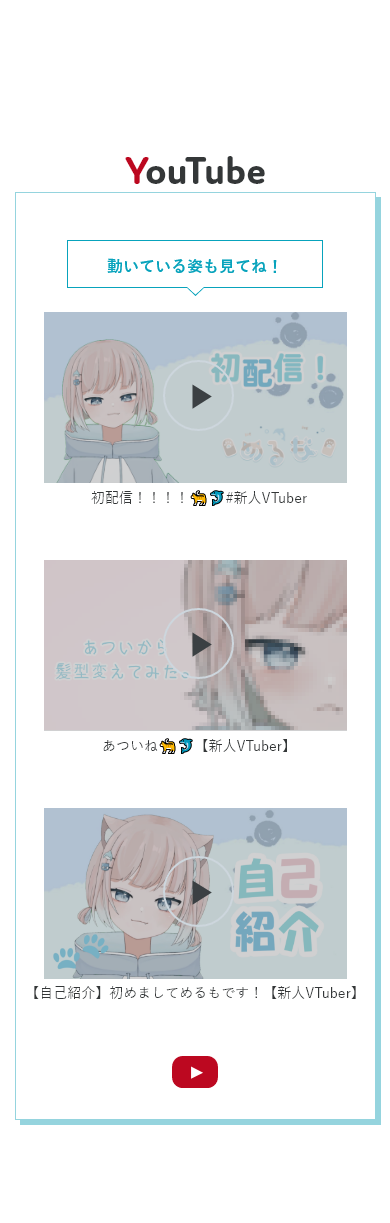 YouTube
動いている姿も見てね！
初配信！
めるも
初配信！！！！🐈🐬#新人VTuber
あついから
髪型変えてみた
あついね🐈🐬【新人VTuber】
自己
紹介
【自己紹介】初めましてめるもです！【新人VTuber】